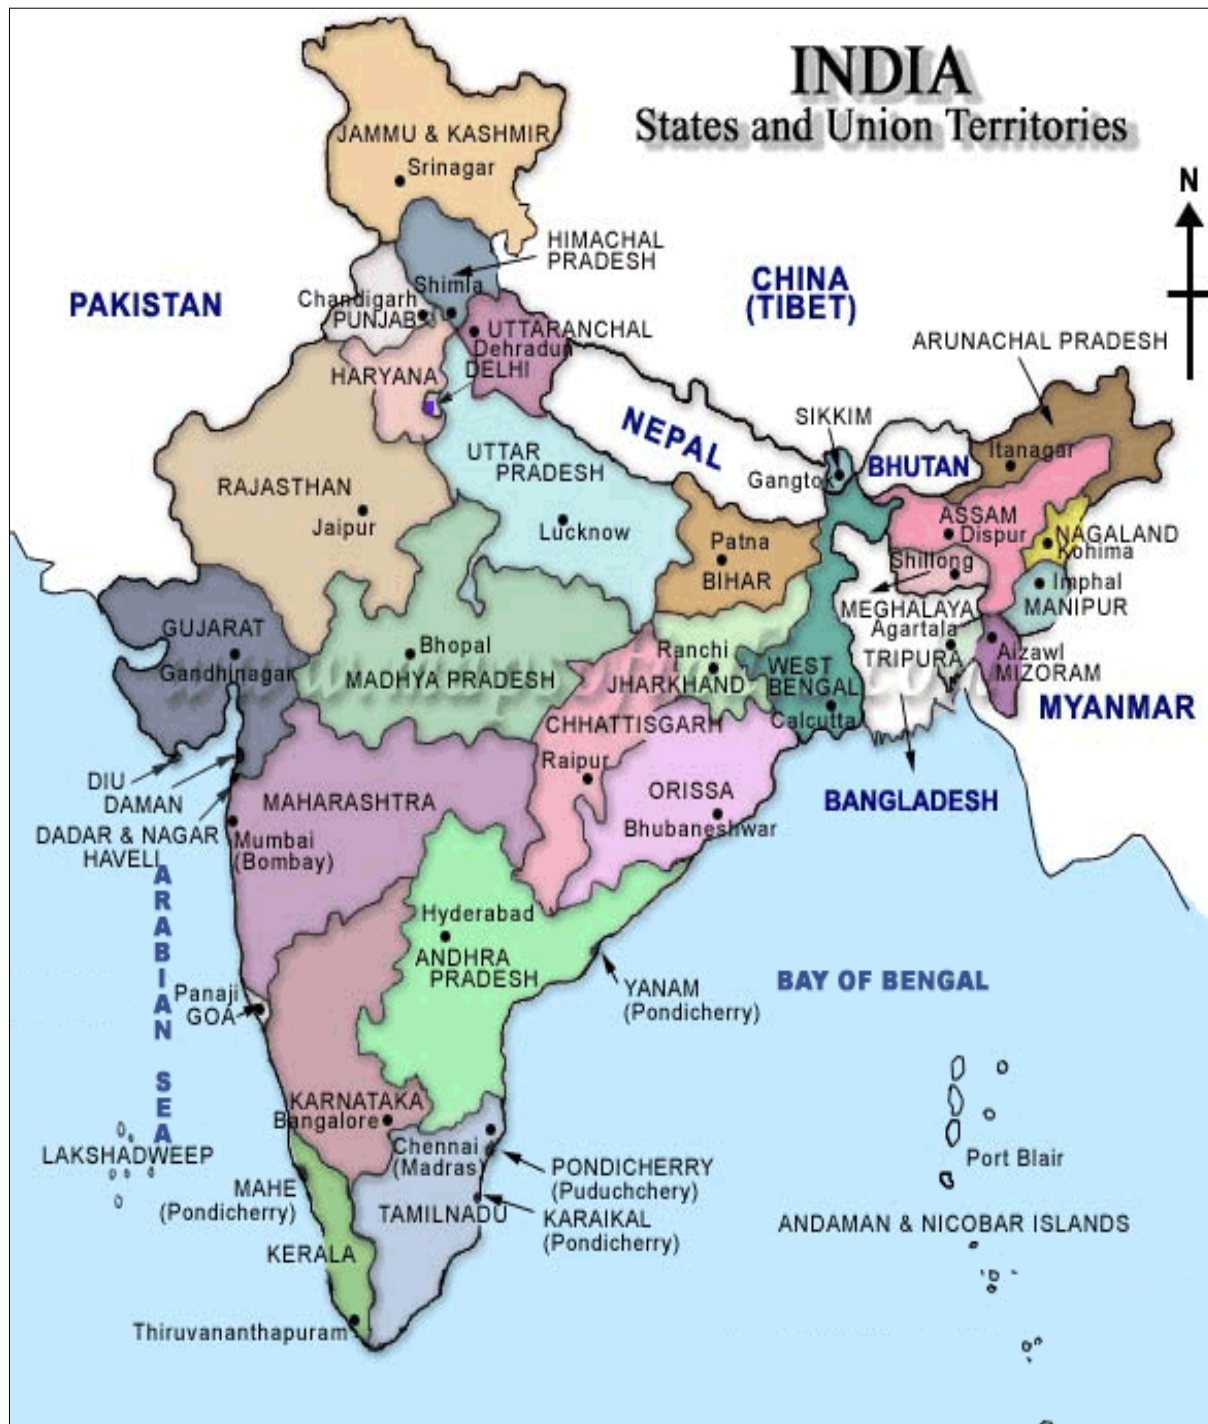 INDIA
States and Union Territories
N
JAMMU & KASHMIR
Srinagar
HIMACHAL
PRADESH
Shimla
PAKISTAN
CHINA
(TIBET)
Chandigarh
PUNJAB
UTTARANCHAL
Dehradun
DELHI
HARYANA
ARUNACHAL PRADESH
NEPAL
SIKKIM
Gangtok
BHUTAN
Itanagar
UTTAR
PRADESH
Lucknow
RAJASTHAN
Jaipur
ASSAM
Dispur
NAGALAND
Kohima
Patna
BIHAR
Shillong
MEGHALAYA
Imphal
MANIPUR
Agartala
TRIPURA
Aizawl
MIZORAM
MYANMAR
GUJARAT
Gandhinagar
Bhopal
MADHYA PRADESH
Ranchi
JHARKHAND
WEST
BENGAL
Calcutta
CHHATTISGARH
Raipur
BANGLADESH
DIU
DAMAN
DADAR & NAGAR
HAVELI
MAHARASHTRA
Mumbai
(Bombay)
ORISSA
Bhubaneshwar
ARABIAN SEA
Hyderabad
ANDHRA
PRADESH
YANAM
(Pondicherry)
BAY OF BENGAL
Panaji
GOA
KARNATAKA
Bangalore
Chennai
(Madras)
LAKSHADWEEP
MAHE
(Pondicherry)
PONDICHERRY
(Puduchchery)
TAMILNADU
KARAIKAL
(Pondicherry)
Port Blair
ANDAMAN & NICOBAR ISLANDS
KERALA
Thiruvananthapuram